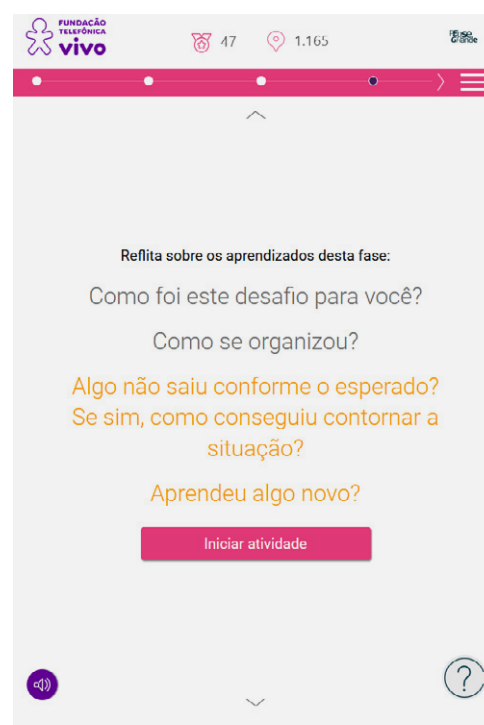 FUNDAÇÃO
TELEFÔNICA
vivo
47
1.165
Reflita sobre os aprendizados desta fase:
Como foi este desafio para você?
Como se organizou?
Algo não saiu conforme o esperado?
Se sim, como conseguiu contornar a
situação?
Aprendeu algo novo?
Iniciar atividade
?